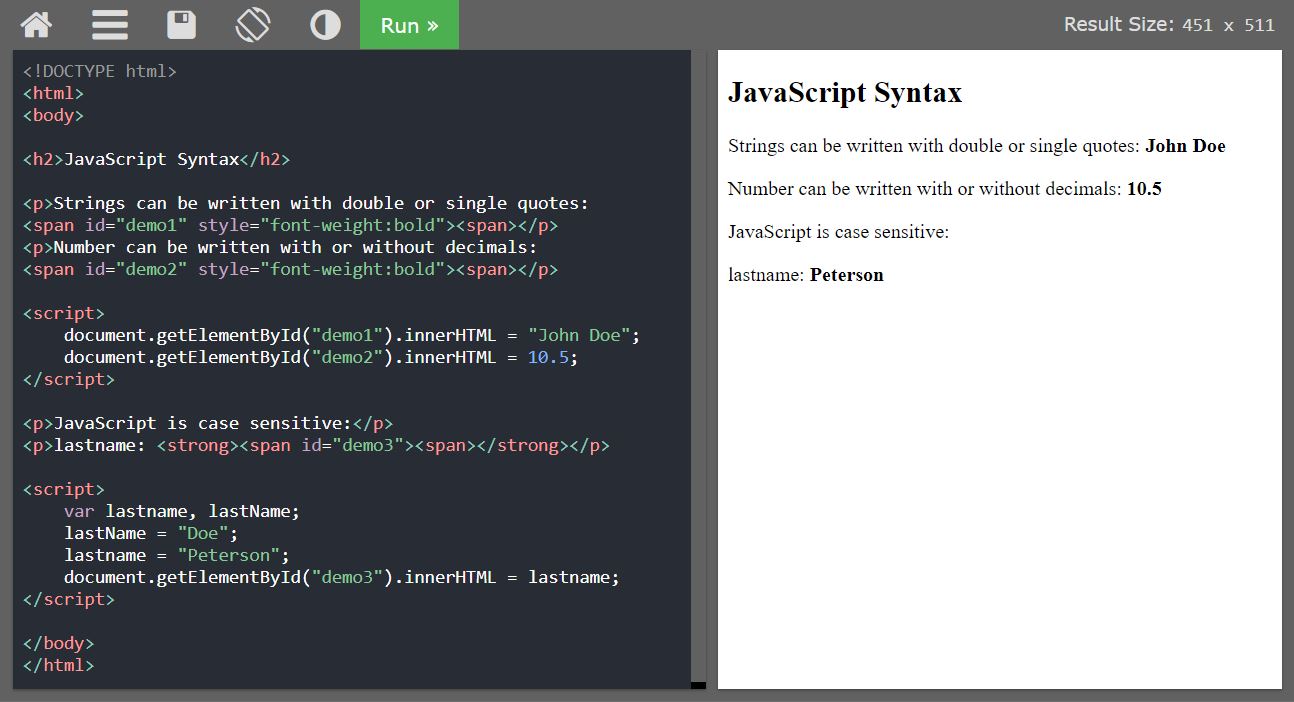 Run »
Result Size: 451 x 511
<!DOCTYPE html>
<html>
<body>
<h2>JavaScript Syntax</h2>
<p>Strings can be written with double or single quotes:
<span id="demo1" style="font-weight:bold"><span></p>
<p>Number can be written with or without decimals:
<span id="demo2" style="font-weight:bold"><span></p>
<script>
    document.getElementById("demo1").innerHTML = "John Doe";
    document.getElementById("demo2").innerHTML = 10.5;
</script>
<p>JavaScript is case sensitive:</p>
<p>lastname: <strong><span id="demo3"><span></strong></p>
<script>
    var lastname, lastName;
    lastName = "Doe";
    lastname = "Peterson";
    document.getElementById("demo3").innerHTML = lastname;
</script>
</body>
</html>
JavaScript Syntax
Strings can be written with double or single quotes: John Doe
Number can be written with or without decimals: 10.5
JavaScript is case sensitive:
lastname: Peterson